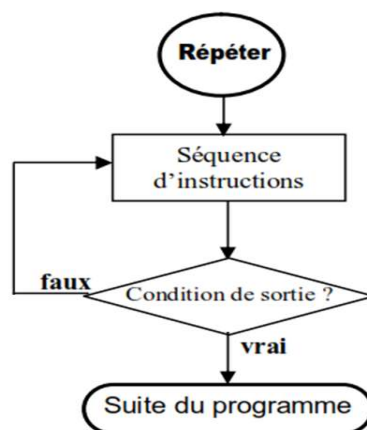 Répéter
Séquence
d'instructions
faux
Condition de sortie ?
vrai
Suite du programme